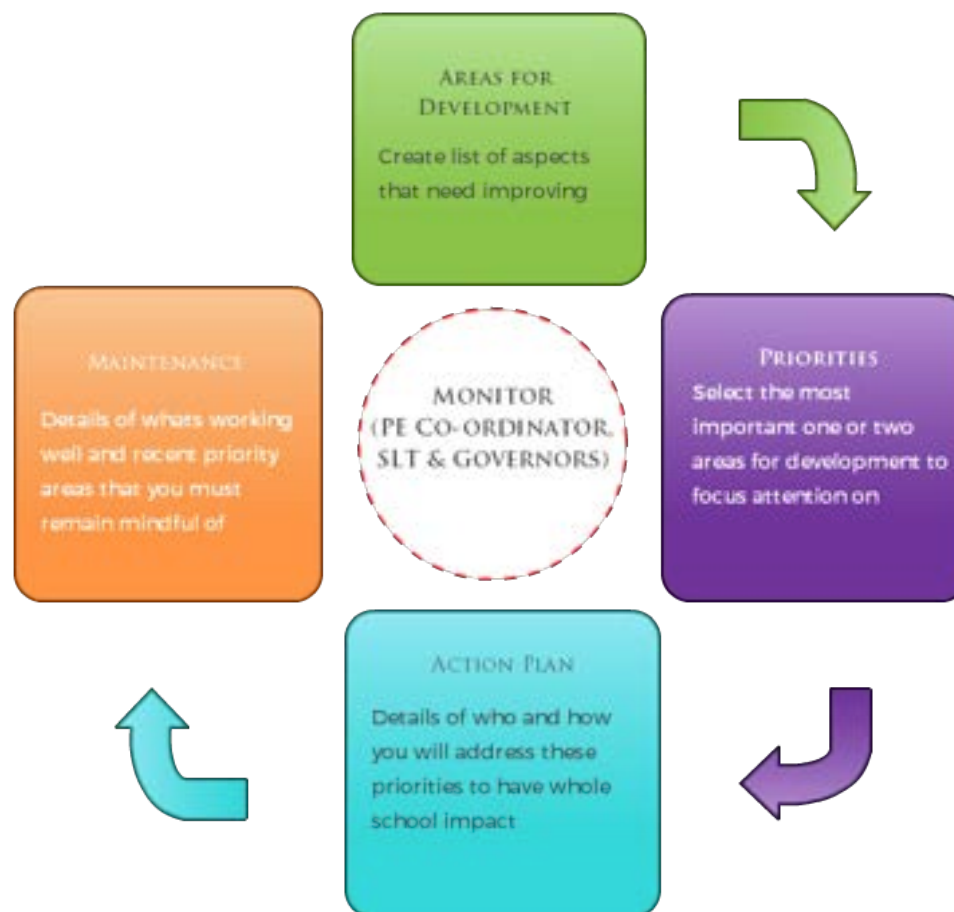 AREAS FOR
DEVELOPMENT
Create list of aspects
that need improving
PRIORITIES
Select the most
important one or two
areas for development to
focus attention on
ACTION PLAN
Details of who and how
you will address these
priorities to have whole
school impact
MAINTENANCE
Details of whats working
well and recent priority
areas that you must
remain mindful of
MONITOR
(PE CO-ORDINATOR,
SLT & GOVERNORS)